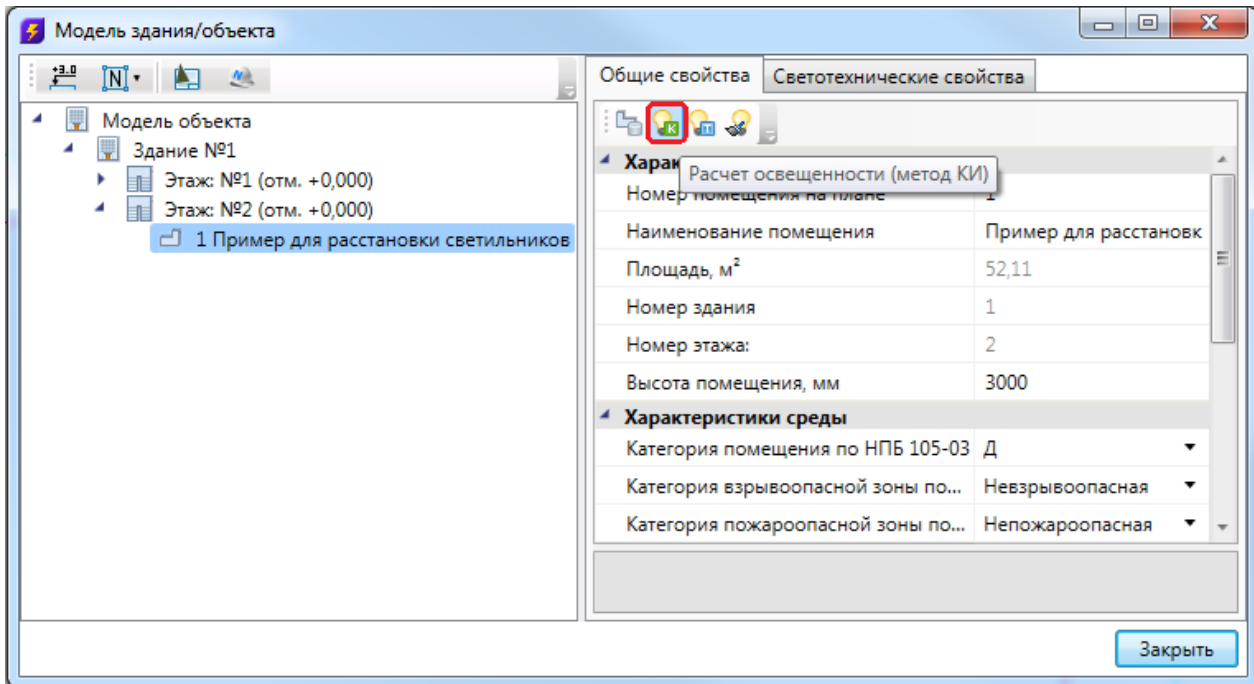 Модель здания/объекта
Общие свойства
Светотехнические свойства
Модель объекта
Здание №1
Этаж: №1 (отм. +0,000)
Этаж: №2 (отм. +0,000)
1 Пример для расстановки светильников
Расчет освещенности (метод КИ)
Номер помещения на плане 1
Наименование помещения Пример для расстановк
Площадь, м² 52,11
Номер здания 1
Номер этажа: 2
Высота помещения, мм 3000
Характеристики среды
Категория помещения по НПБ 105-03 Д
Категория взрывоопасной зоны по... Невзрывоопасная
Категория пожароопасной зоны по... Непожароопасная
Закрыть